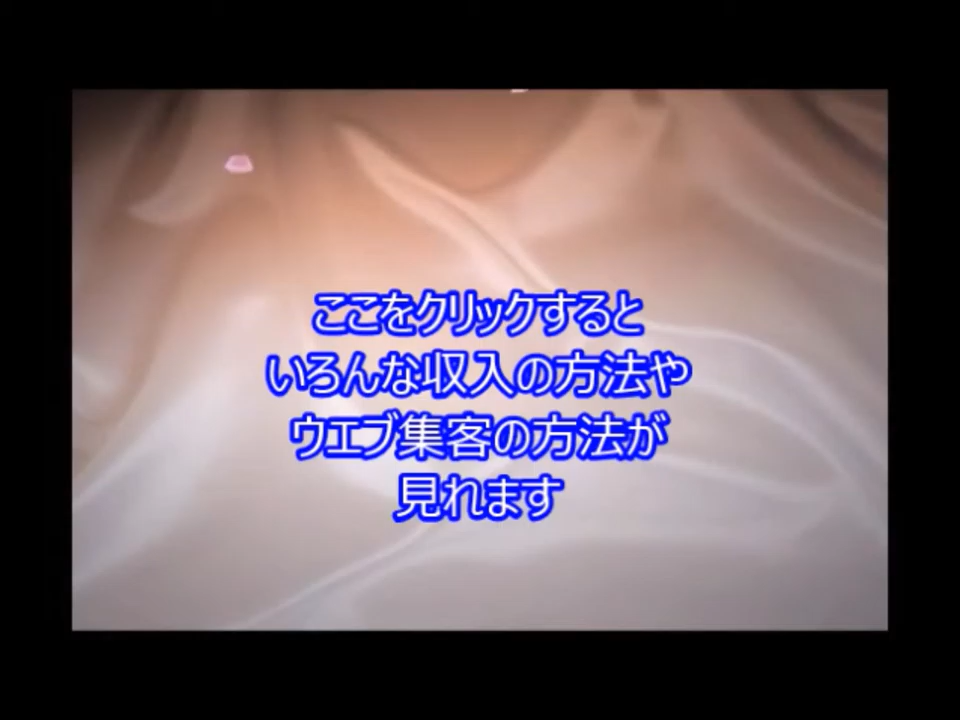 ここをクリックすると
いろんな収入の方法や
ウエブ集客の方法が
見れます